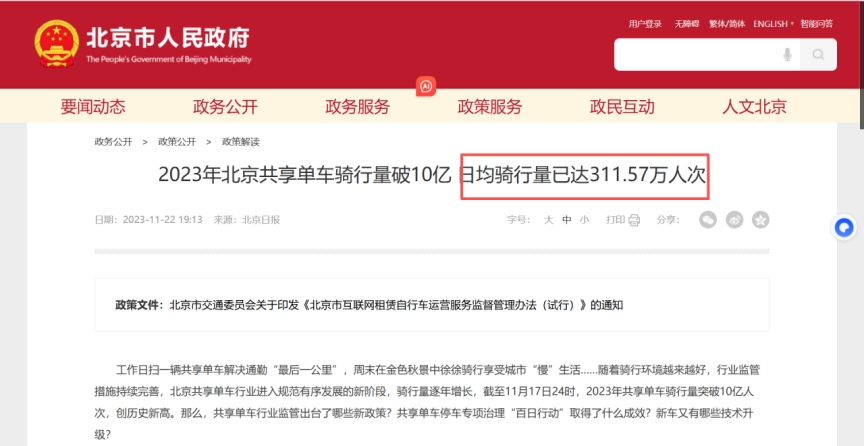 用户登录 无障碍 繁体/简体 ENGLISH 智能问答
北京市人民政府
The People's Government of Beijing Municipality
AI
要闻动态 政务公开 政务服务 政策服务 政民互动 人文北京
政务公开 > 政策公开 > 政策解读
2023年北京共享单车骑行量破10亿 日均骑行量已达311.57万人次
日期：2023-11-22 19:13 来源：北京日报 字号： 大 中 小 打印 分享：
政策文件：北京市交通委员会关于印发《北京市互联网租赁自行车运营服务监督管理办法（试行）》的通知
工作日扫一辆共享单车解决通勤“最后一公里”，周末在金色秋景中徐徐骑行享受城市“慢”生活……随着骑行环境越来越好，行业监管
措施持续完善，北京共享单车行业进入规范有序发展的新阶段，骑行量逐年增长，截至11月17日24时，2023年共享单车骑行量突破10亿人
次，创历史新高。那么，共享单车行业监管出台了哪些新政策？共享单车停车专项治理“百日行动”取得了什么成效？新车又有哪些技术升
级？